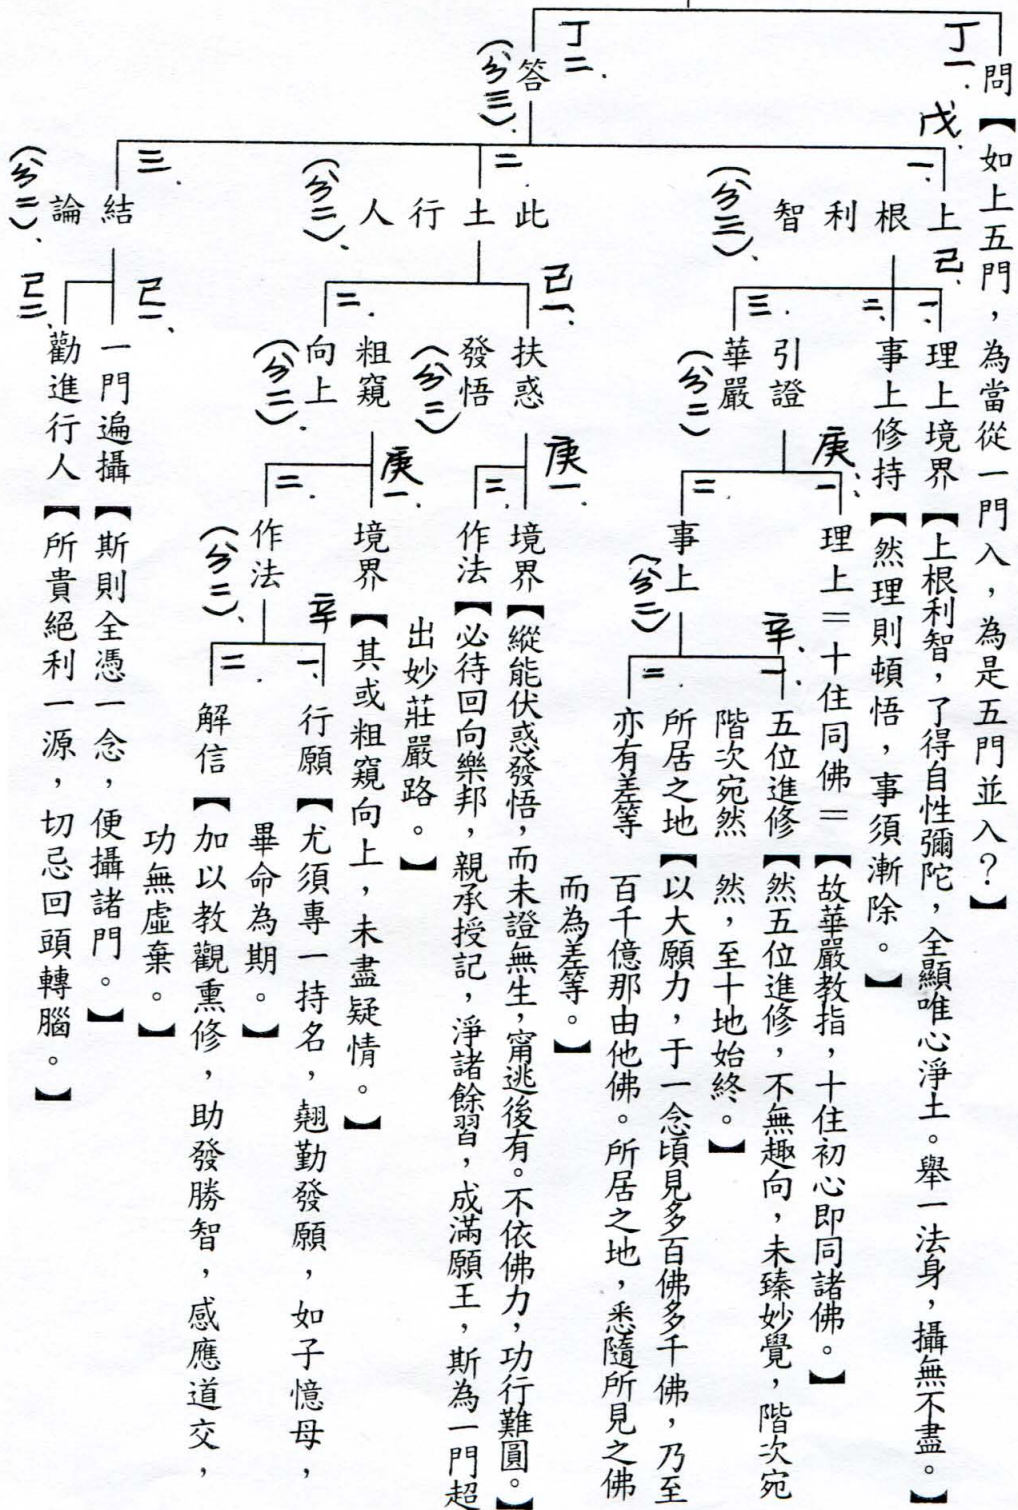 丁一、問【如上五門，為當從一門入，為是五門並入？】
丁二、答（分三）、
戊一、上根利智（分三）、
己一、理上境界【上根利智，了得自性彌陀，全顯唯心淨土。舉一法身，攝無不盡。】
二、事上修持【然理則頓悟，事須漸除。】
三、引證華嚴（分二）
庚一、理上＝十住同佛＝【故華嚴教指，十住初心即同諸佛。】
二、事上（分二）
辛一、五位進修階次宛然【然五位進修，不無趣向，未臻妙覺，階次宛
然，至十地始終。】
二、所居之地亦有差等【以大願力，于一念頃見多百佛多千佛，乃至
百千億那由他佛。所居之地，悉隨所見之佛
而為差等。】
二、此土行人（分二）、
己一、扶惑發悟（分二）
庚一、境界【縱能伏惑發悟，而未證無生，甯逃後有。不依佛力，功行難圓。】
二、作法【必待回向樂邦，親承授記，淨諸餘習，成滿願王，斯為一門超
出妙莊嚴路。】
二、粗窺向上（分二）、
庚一、境界【其或粗窺向上，未盡疑情。】
二、作法（分二）、
辛一、行願【尤須專一持名，翹勤發願，如子憶母，
畢命為期。】
二、解信【加以教觀熏修，助發勝智，感應道交，
功無虛棄。】
三、結論（分二）、
己一、一門遍攝【斯則全憑一念，便攝諸門。】
己二、勸進行人【所貴絕利一源，切忌回頭轉腦。】